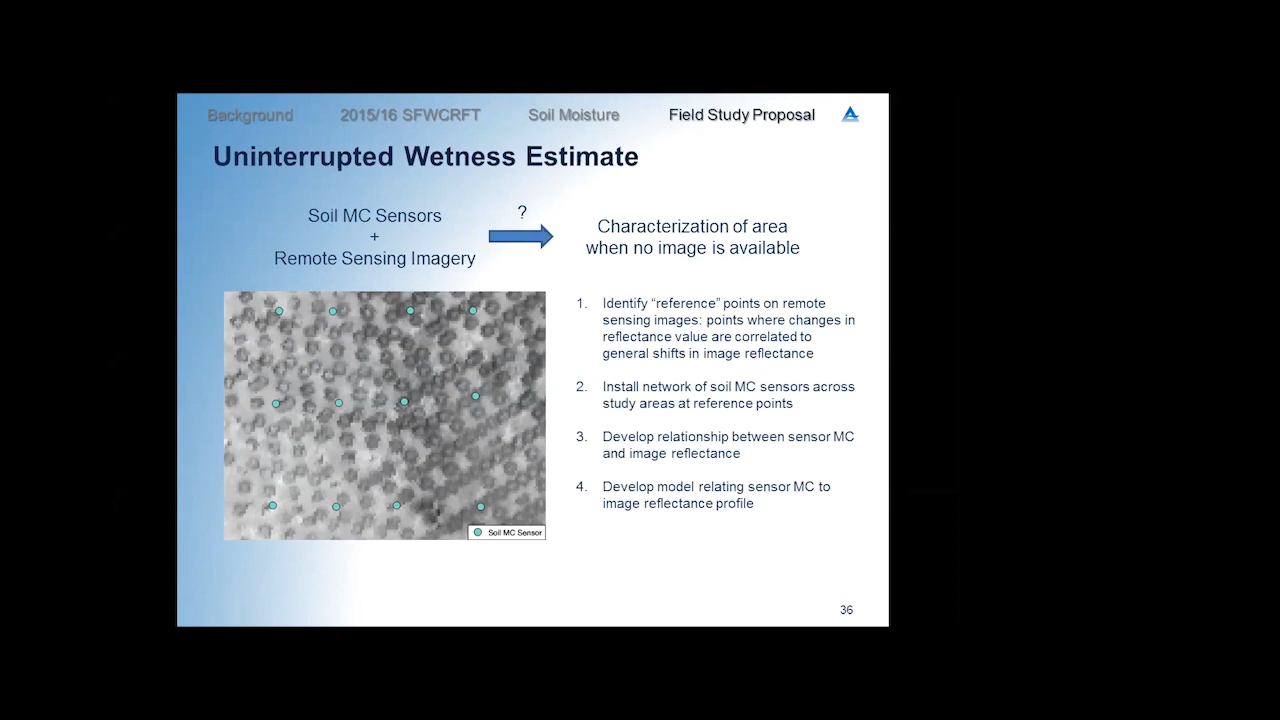 Background 2015/16 SFWCRFT Soil Moisture Field Study Proposal
Uninterrupted Wetness Estimate
Soil MC Sensors
+
Remote Sensing Imagery
?
Characterization of area
when no image is available
1. Identify “reference” points on remote
sensing images: points where changes in
reflectance value are correlated to
general shifts in image reflectance
2. Install network of soil MC sensors across
study areas at reference points
3. Develop relationship between sensor MC
and image reflectance
4. Develop model relating sensor MC to
image reflectance profile
Soil MC Sensor
36